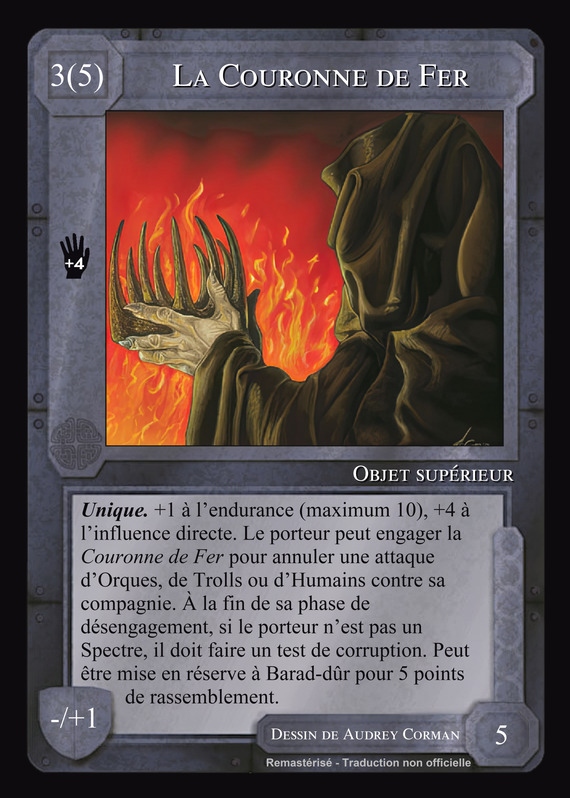 3(5)
La Couronne de Fer
+4
Objet supérieur
Unique. +1 à l'endurance (maximum 10), +4 à
l'influence directe. Le porteur peut engager la
Couronne de Fer pour annuler une attaque
d'Orques, de Trolls ou d'Humains contre sa
compagnie. À la fin de sa phase de
désengagement, si le porteur n'est pas un
Spectre, il doit faire un test de corruption. Peut
être mise en réserve à Barad-dûr pour 5 points
de rassemblement.
-/+1
Dessin de Audrey Corman
5
Remastérisé - Traduction non officielle